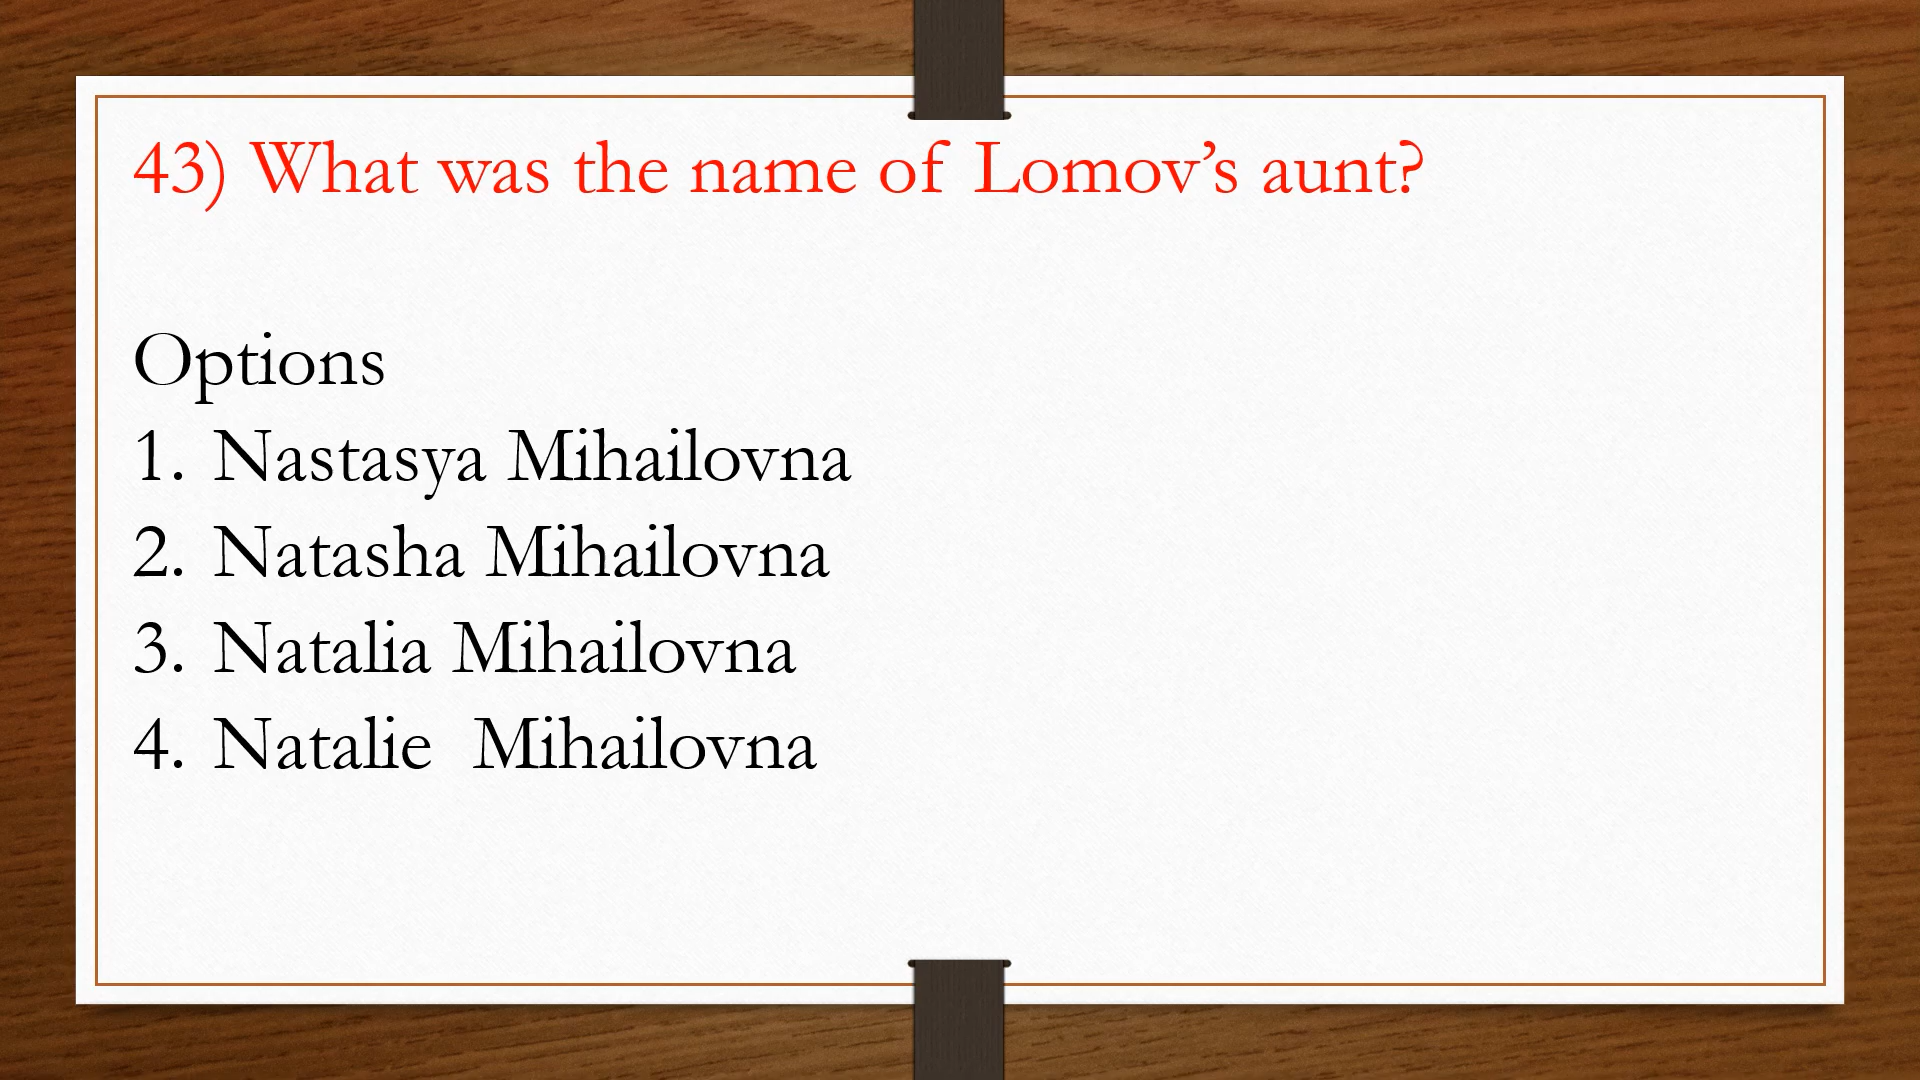 43) What was the name of Lomov’s aunt?
Options
1. Nastasya Mihailovna
2. Natasha Mihailovna
3. Natalia Mihailovna
4. Natalie  Mihailovna